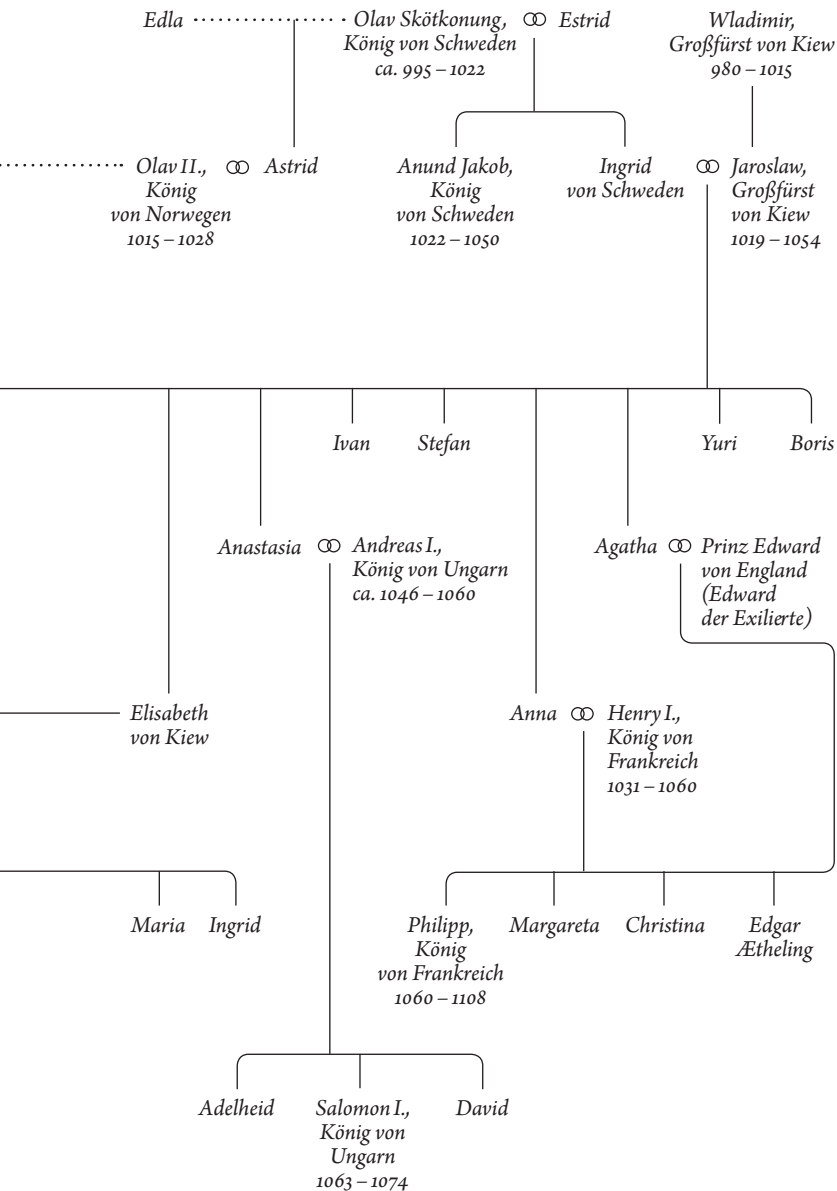 Edla
Olav Skötkonung,
König von Schweden
ca. 995 – 1022
Estrid
Wladimir,
Großfürst von Kiew
980 – 1015
Olav II.,
König
von Norwegen
1015 – 1028
Astrid
Anund Jakob,
König
von Schweden
1022 – 1050
Ingrid
von Schweden
Jaroslaw,
Großfürst
von Kiew
1019 – 1054
Ivan
Stefan
Yuri
Boris
Anastasia
Andreas I.,
König von Ungarn
ca. 1046 – 1060
Agatha
Prinz Edward
von England
(Edward
der Exilierte)
Elisabeth
von Kiew
Anna
Henry I.,
König von
Frankreich
1031 – 1060
Maria
Ingrid
Philipp,
König
von Frankreich
1060 – 1108
Margareta
Christina
Edgar
Ætheling
Adelheid
Salomon I.,
König von
Ungarn
1063 – 1074
David